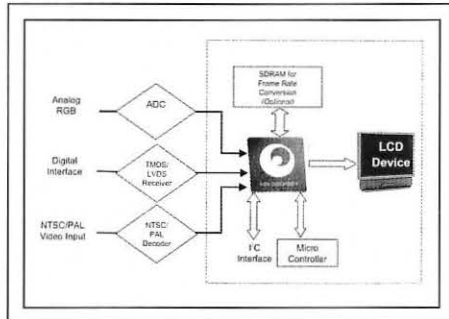 Analog
RGB
ADC
SDRAM for
Frame Rate
Conversion
(Optional)
LCD
Device
Digital
Interface
TMDS/
LVDS
Receiver
NTSC/PAL
Video Input
NTSC/
PAL
Decoder
I²C
Interface
Micro
Controller